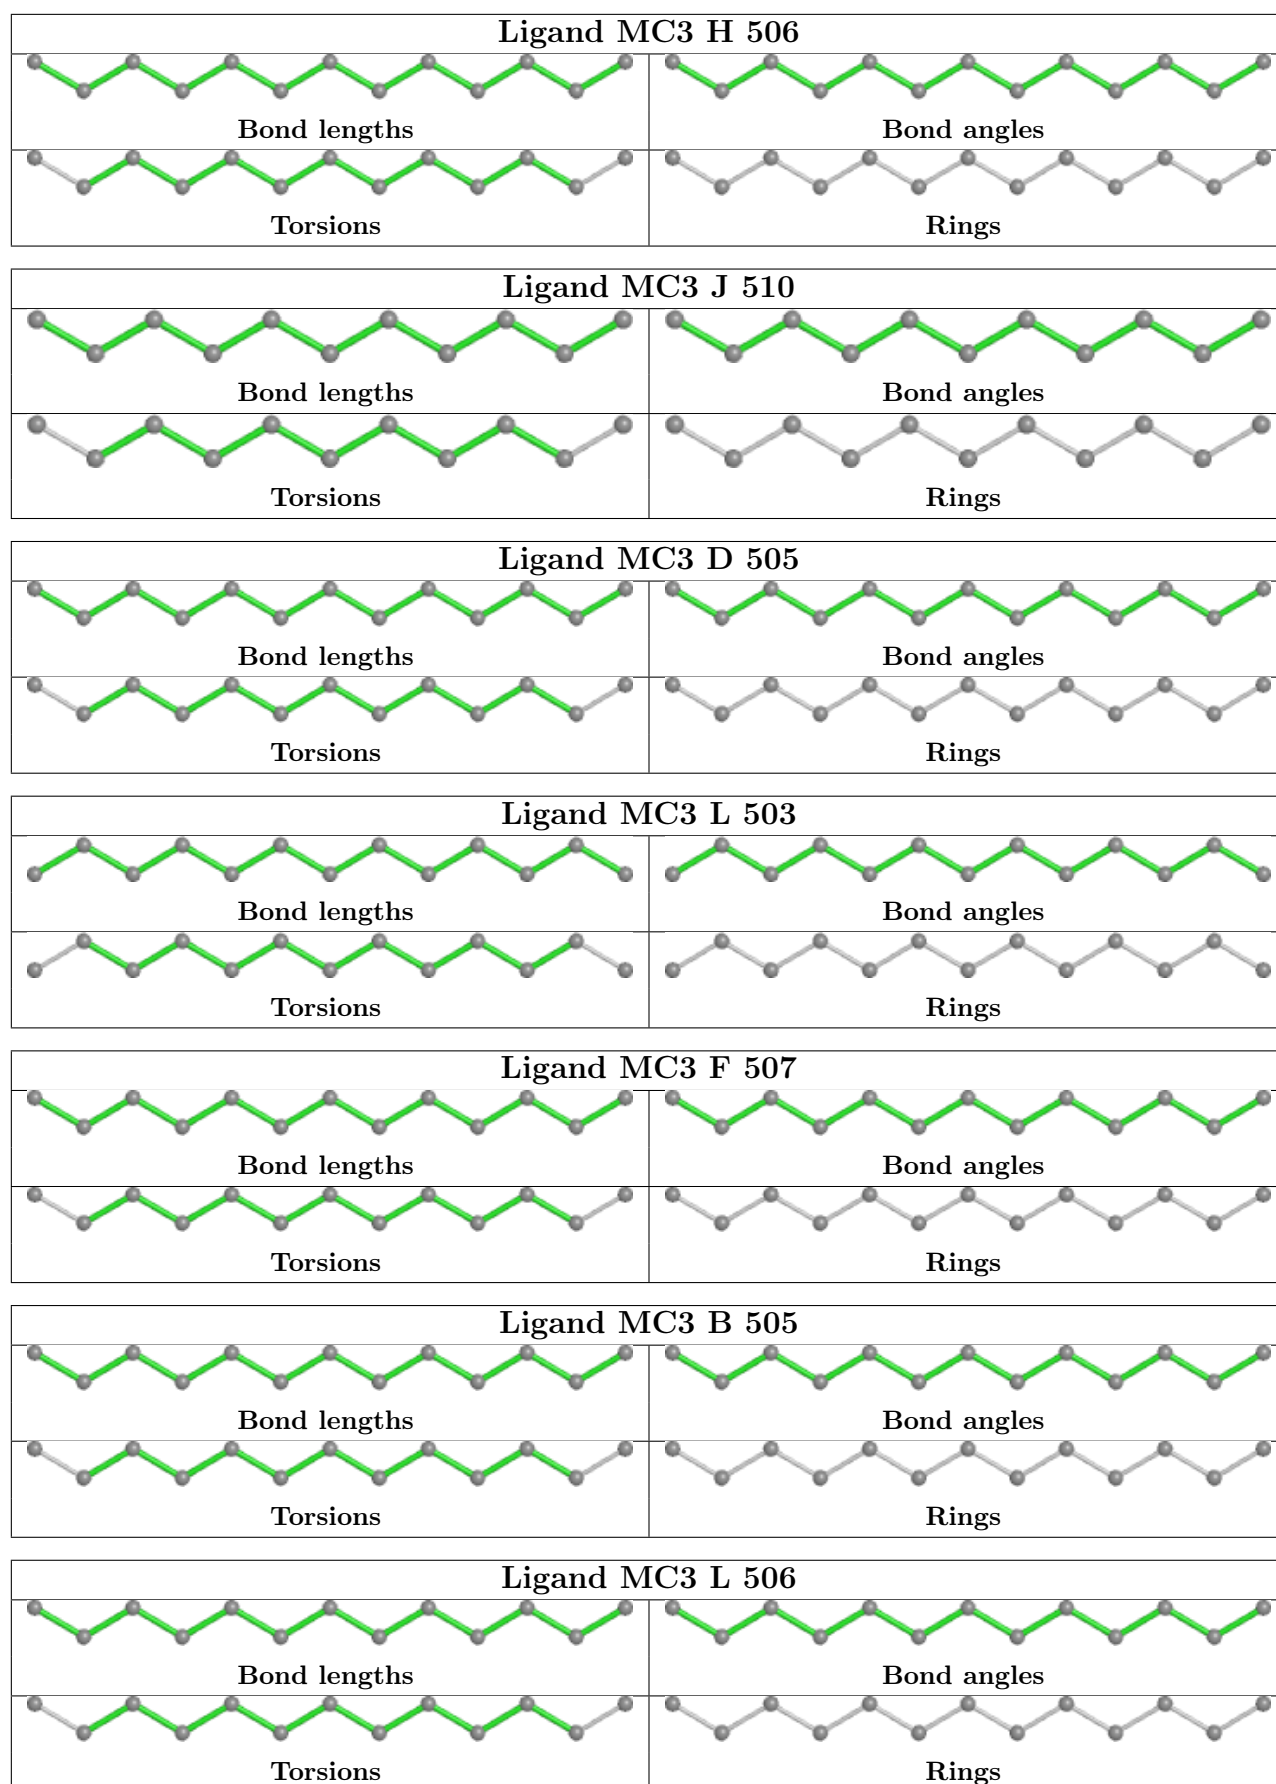 Ligand MC3 H 506
Bond lengths Bond angles
Torsions Rings
Ligand MC3 J 510
Bond lengths Bond angles
Torsions Rings
Ligand MC3 D 505
Bond lengths Bond angles
Torsions Rings
Ligand MC3 L 503
Bond lengths Bond angles
Torsions Rings
Ligand MC3 F 507
Bond lengths Bond angles
Torsions Rings
Ligand MC3 B 505
Bond lengths Bond angles
Torsions Rings
Ligand MC3 L 506
Bond lengths Bond angles
Torsions Rings